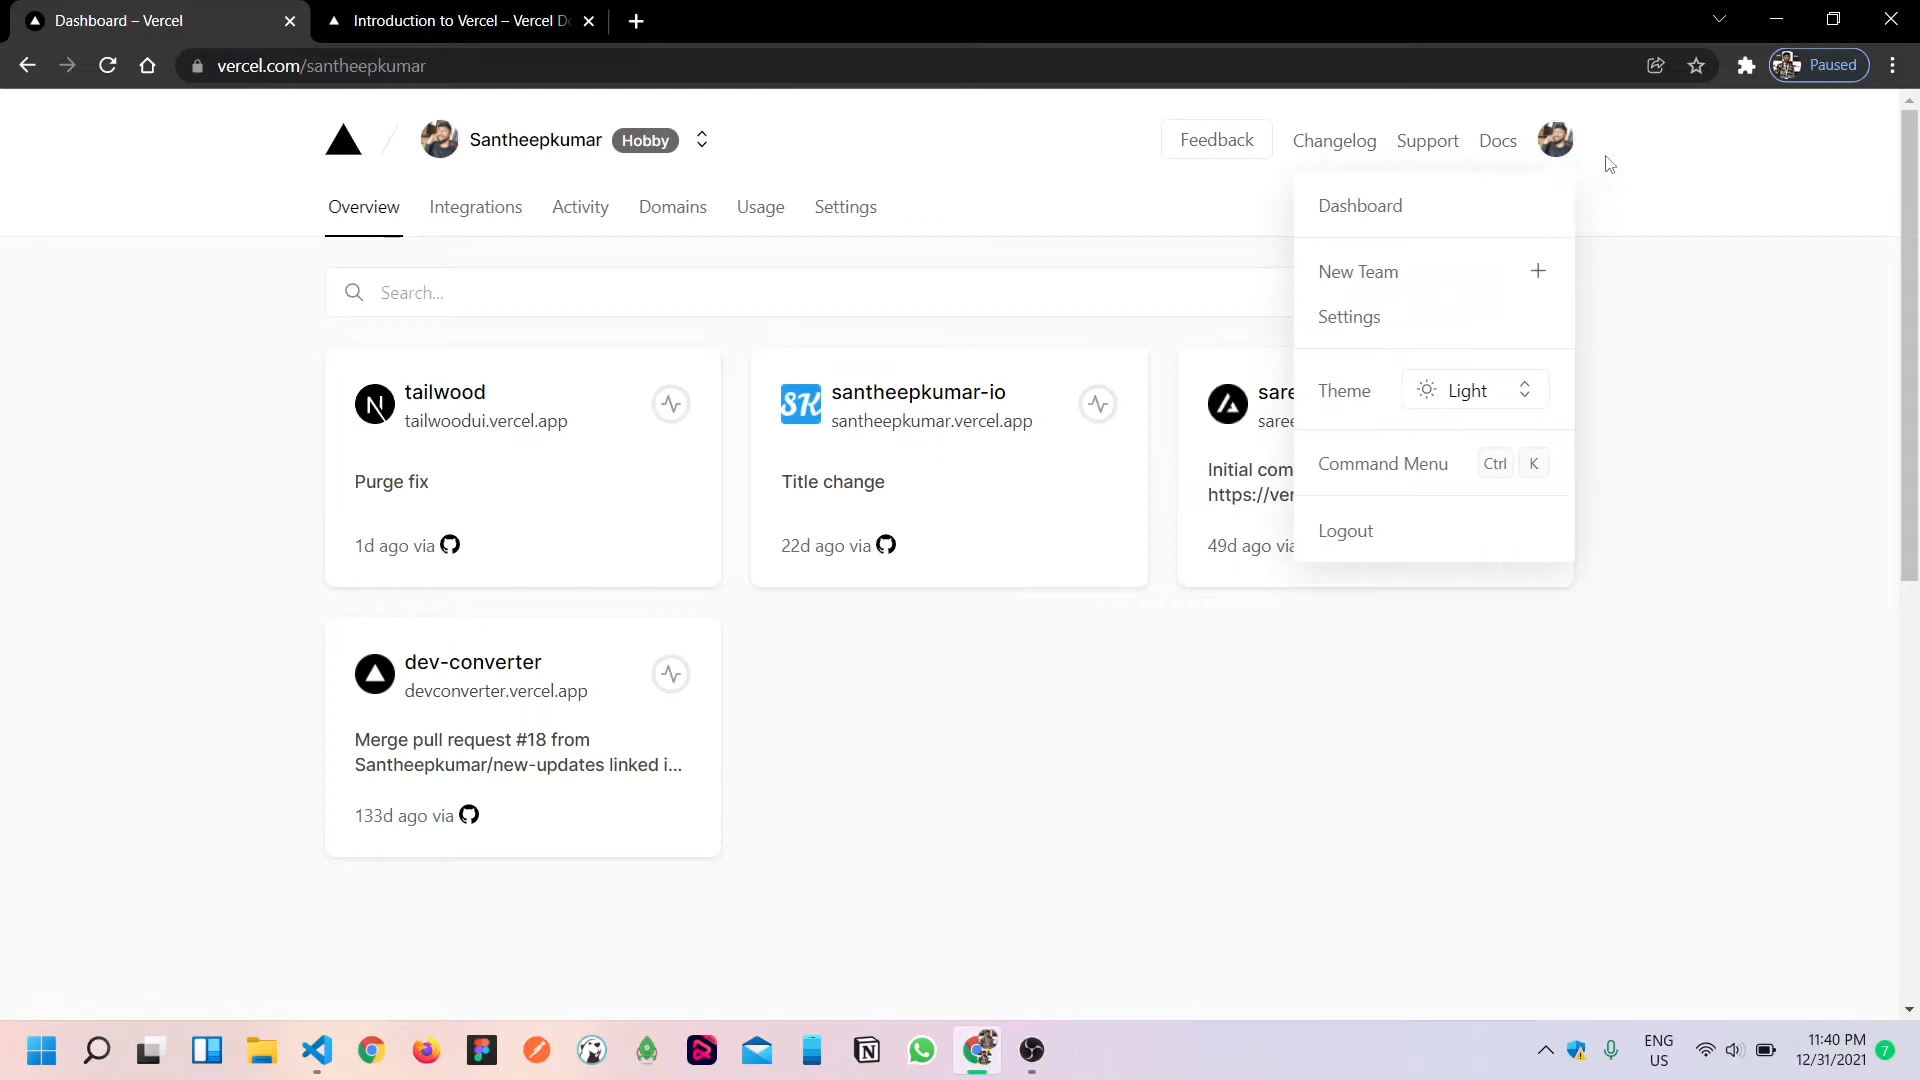 Dashboard – Vercel
Introduction to Vercel – Vercel D
vercel.com/santheepkumar
Paused
Santheepkumar
Hobby
Feedback
Changelog
Support
Docs
Overview
Integrations
Activity
Domains
Usage
Settings
Dashboard
New Team
Settings
Theme
Light
Command Menu
Ctrl
K
Logout
Search...
tailwood
tailwoodui.vercel.app
Purge fix
1d ago via
SK
santheepkumar-io
santheepkumar.vercel.app
Title change
22d ago via
sare
sare
Initial com
https://ver
49d ago via
dev-converter
devconverter.vercel.app
Merge pull request #18 from
Santheepkumar/new-updates linked i...
133d ago via
ENG
US
11:40 PM
12/31/2021
7